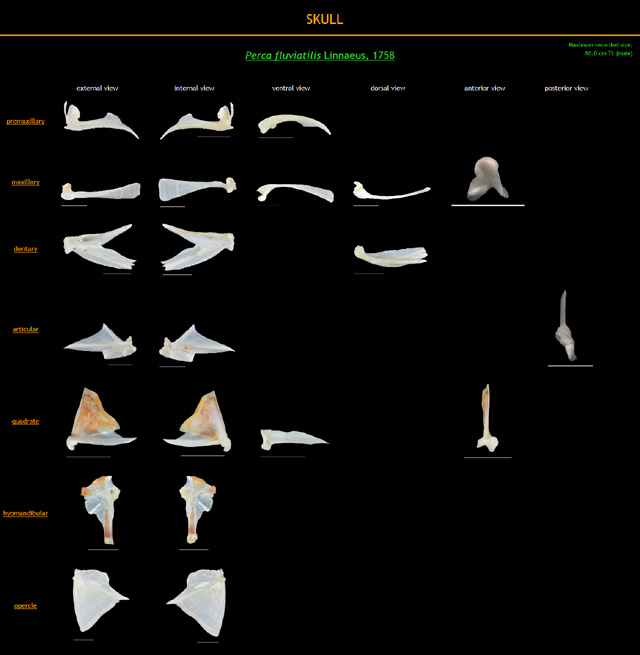 SKULL
Perca fluviatilis Linnaeus, 1758
Maximum recorded size:
60.0 cm TL (male)
external view internal view ventral view dorsal view anterior view posterior view
premaxillary
maxillary
dentary
articular
quadrate
hyomandibular
opercle